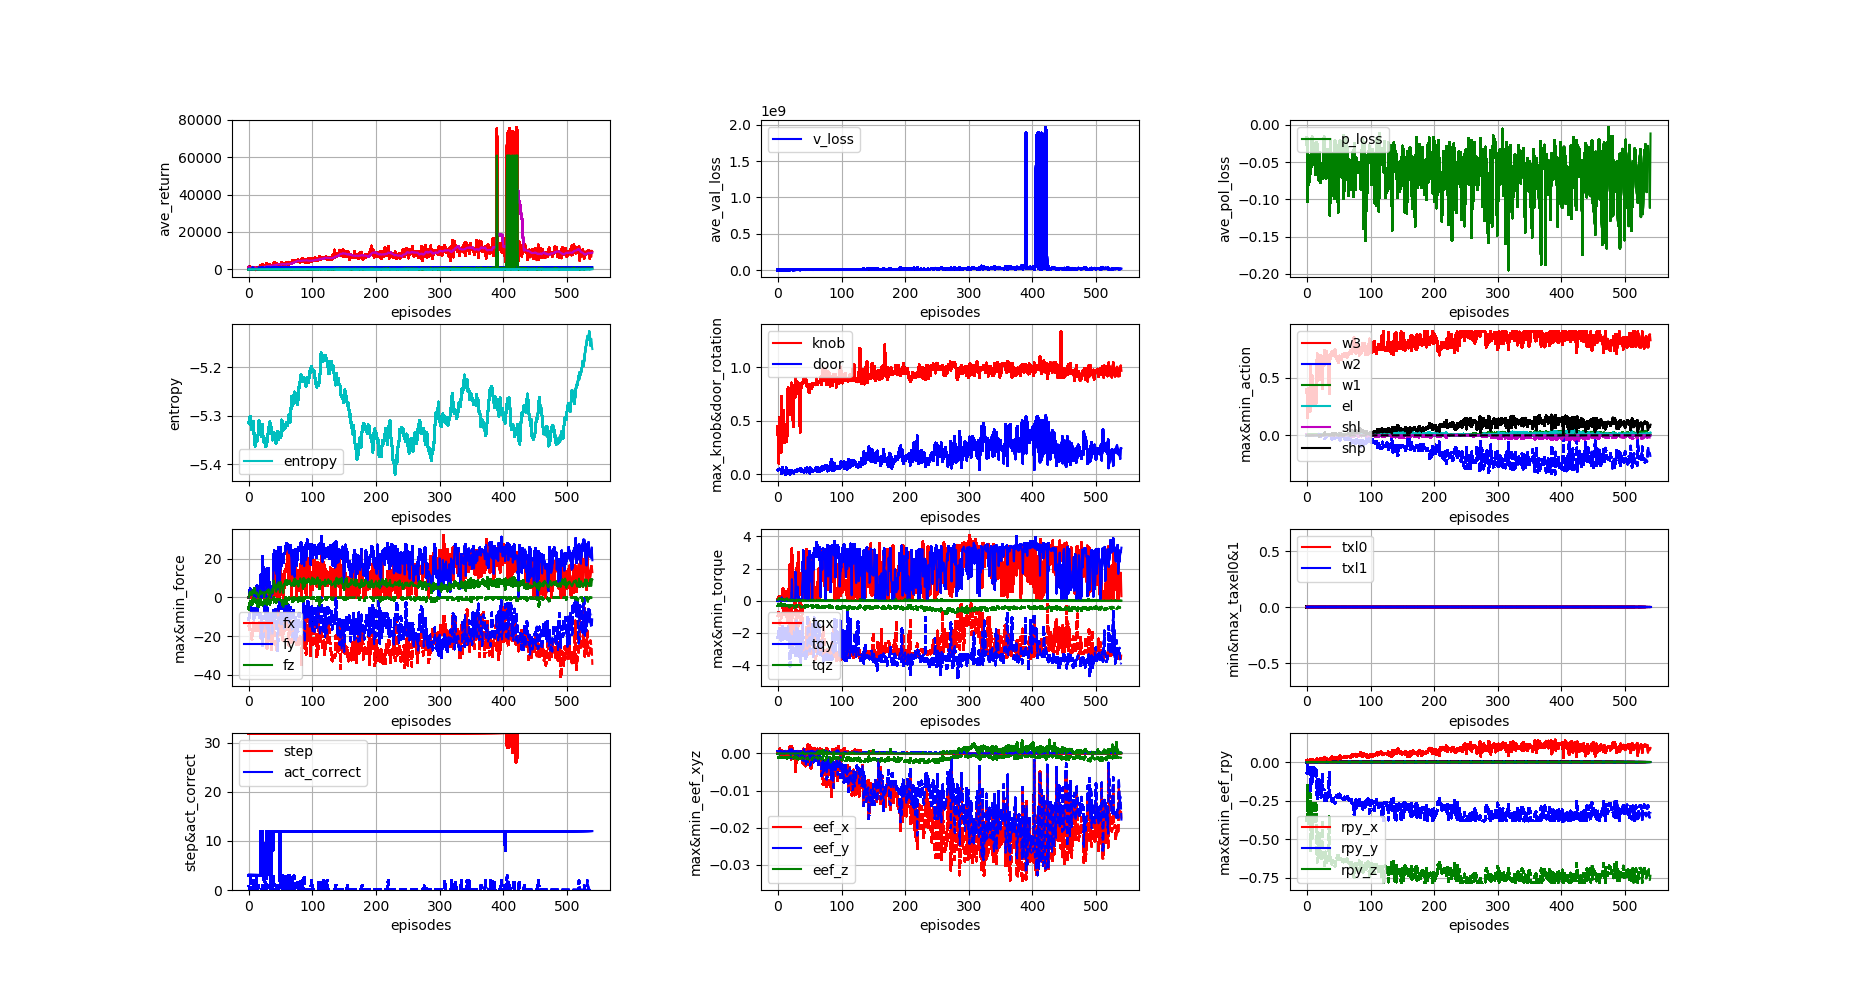 80000
60000
40000
20000
0
ave_return
0 100 200 300 400 500
episodes
1e9
2.0
1.5
1.0
0.5
0.0
ave_val_loss
v_loss
0 100 200 300 400 500
episodes
0.00
−0.05
−0.10
−0.15
−0.20
ave_pol_loss
p_loss
0 100 200 300 400 500
episodes
−5.2
−5.3
−5.4
entropy
entropy
0 100 200 300 400 500
episodes
1.0
0.5
0.0
max_knob&door_rotation
knob
door
0 100 200 300 400 500
episodes
0.5
0.0
max&min_action
w3
w2
w1
el
shl
shp
0 100 200 300 400 500
episodes
20
0
−20
−40
max&min_force
fx
fy
fz
0 100 200 300 400 500
episodes
4
2
0
−2
−4
max&min_torque
tqx
tqy
tqz
0 100 200 300 400 500
episodes
0.5
0.0
−0.5
min&max_taxel0&1
txl0
txl1
0 100 200 300 400 500
episodes
30
20
10
0
step&act_correct
step
act_correct
0 100 200 300 400 500
episodes
0.00
−0.01
−0.02
−0.03
max&min_eef_xyz
eef_x
eef_y
eef_z
0 100 200 300 400 500
episodes
0.00
−0.25
−0.50
−0.75
max&min_eef_rpy
rpy_x
rpy_y
rpy_z
0 100 200 300 400 500
episodes